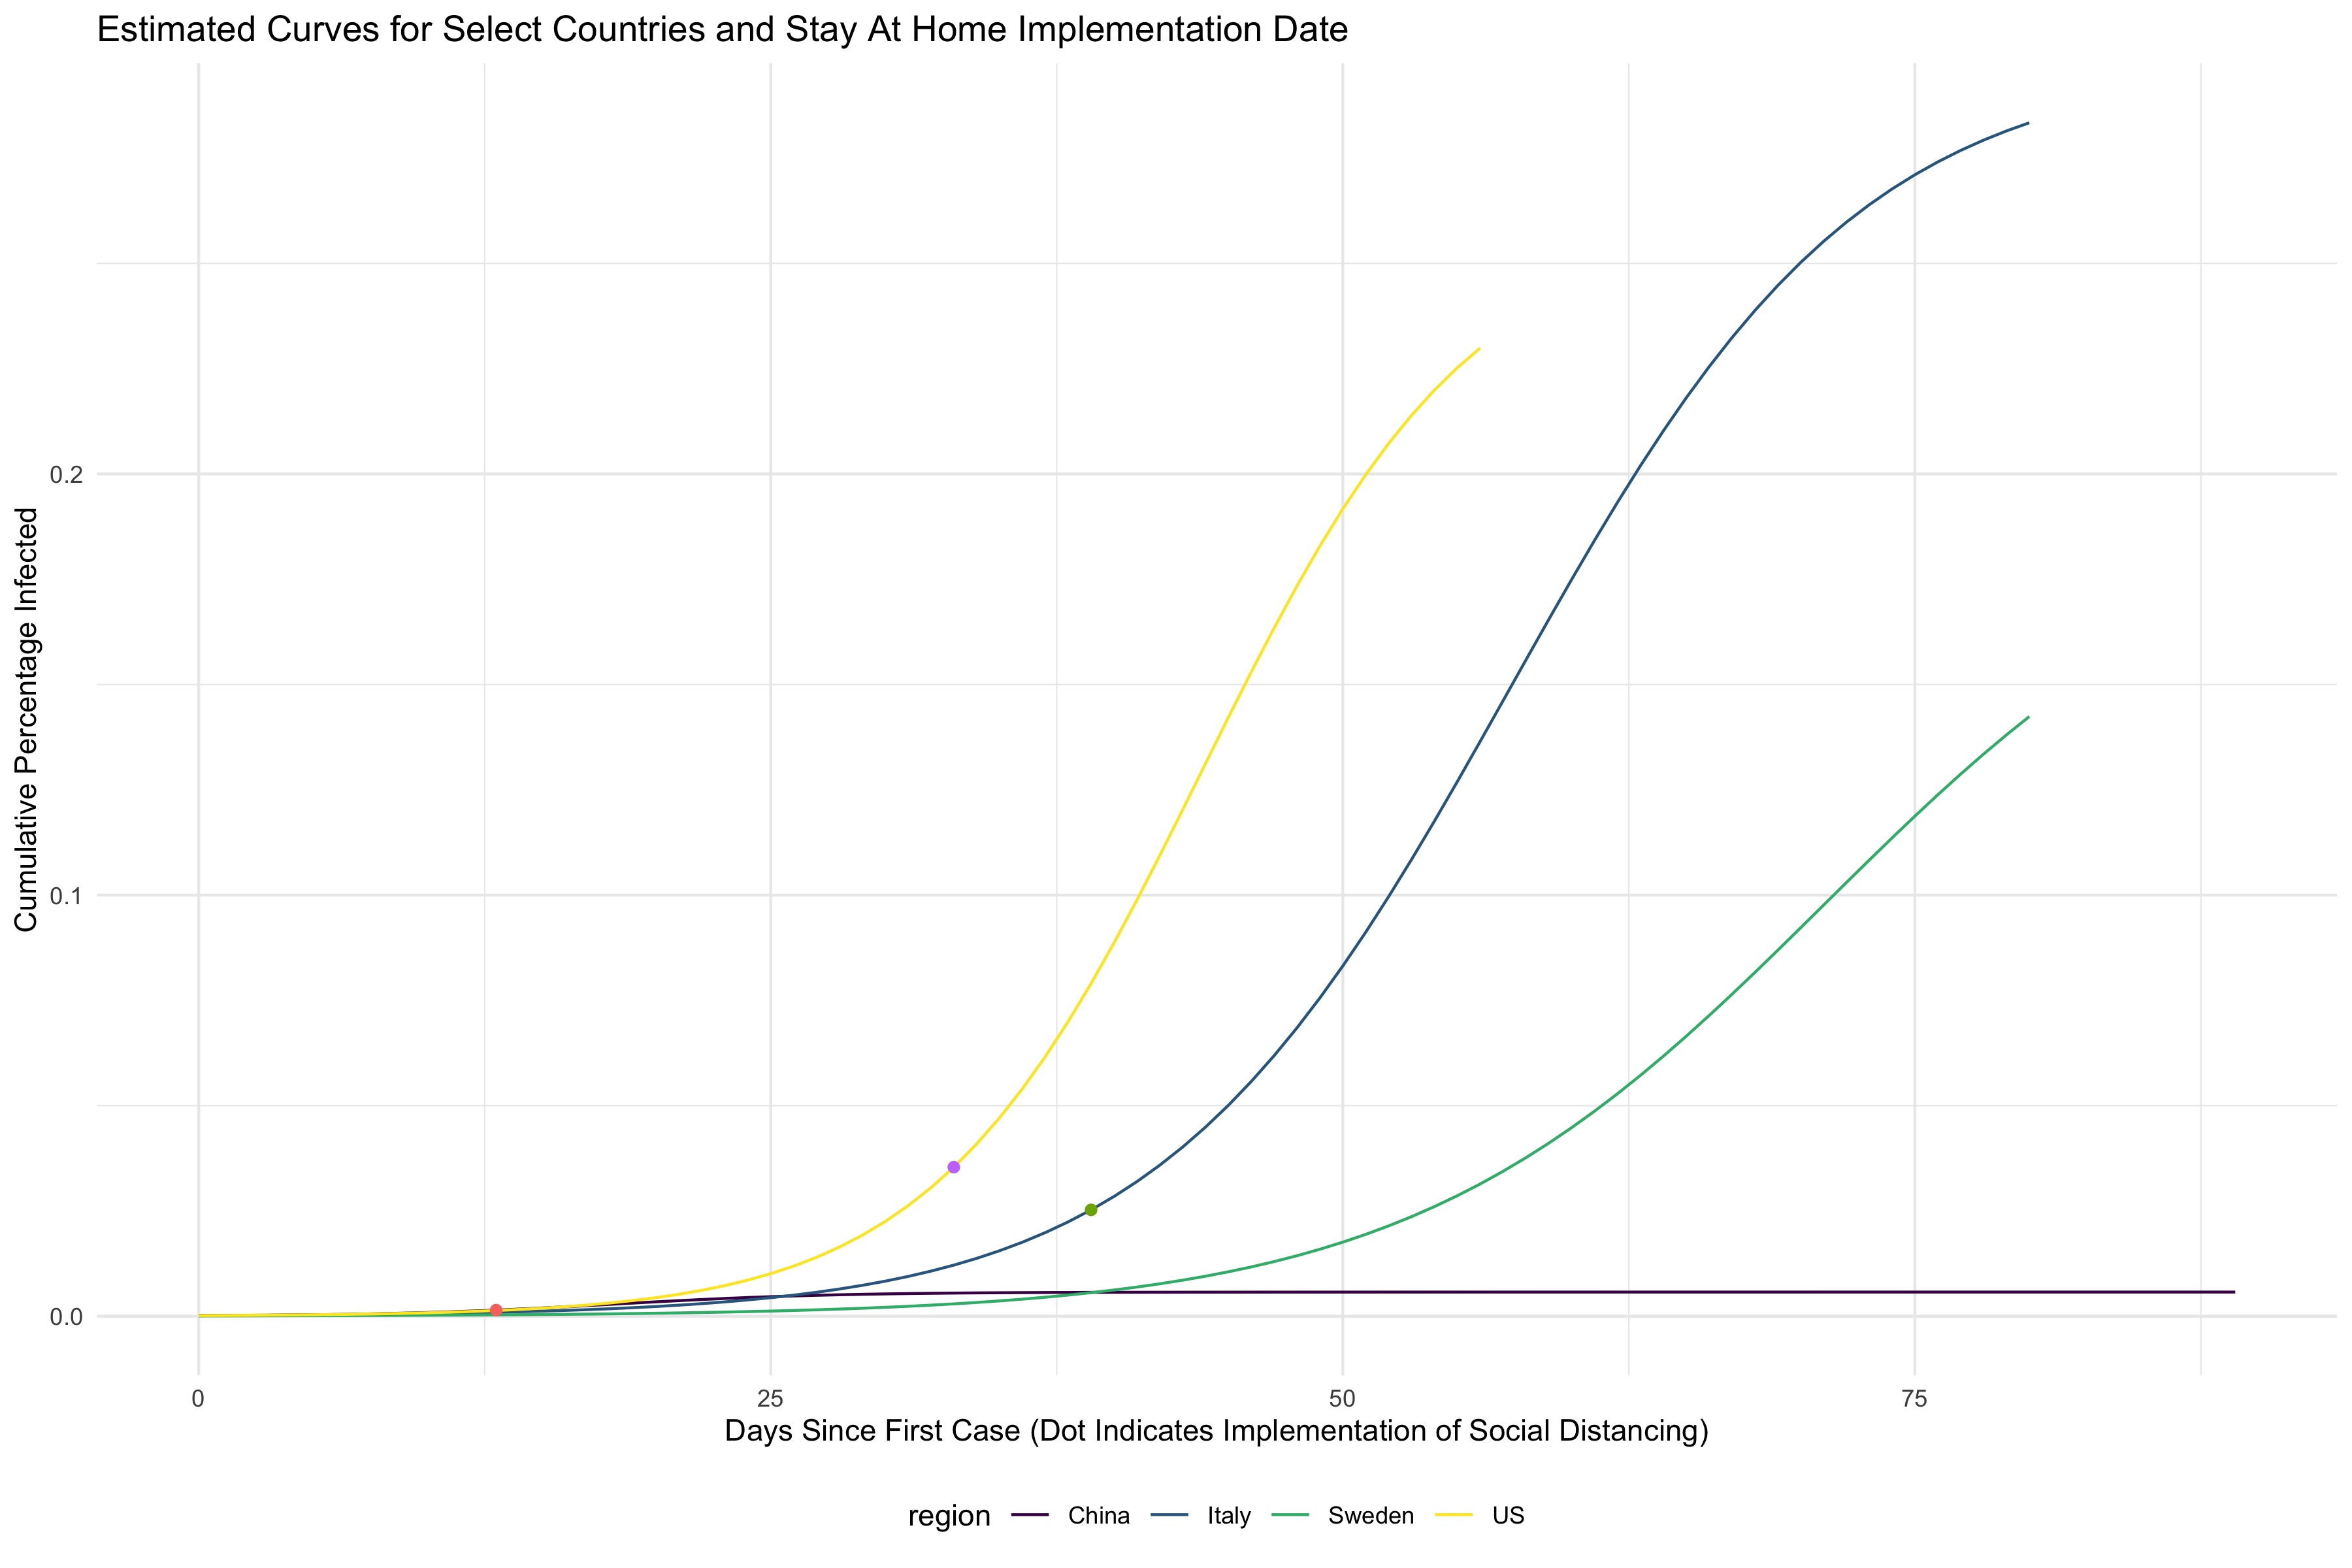 Estimated Curves for Select Countries and Stay At Home Implementation Date
Cumulative Percentage Infected
0.2
0.1
0.0
0 25 50 75
Days Since First Case (Dot Indicates Implementation of Social Distancing)
region China Italy Sweden US